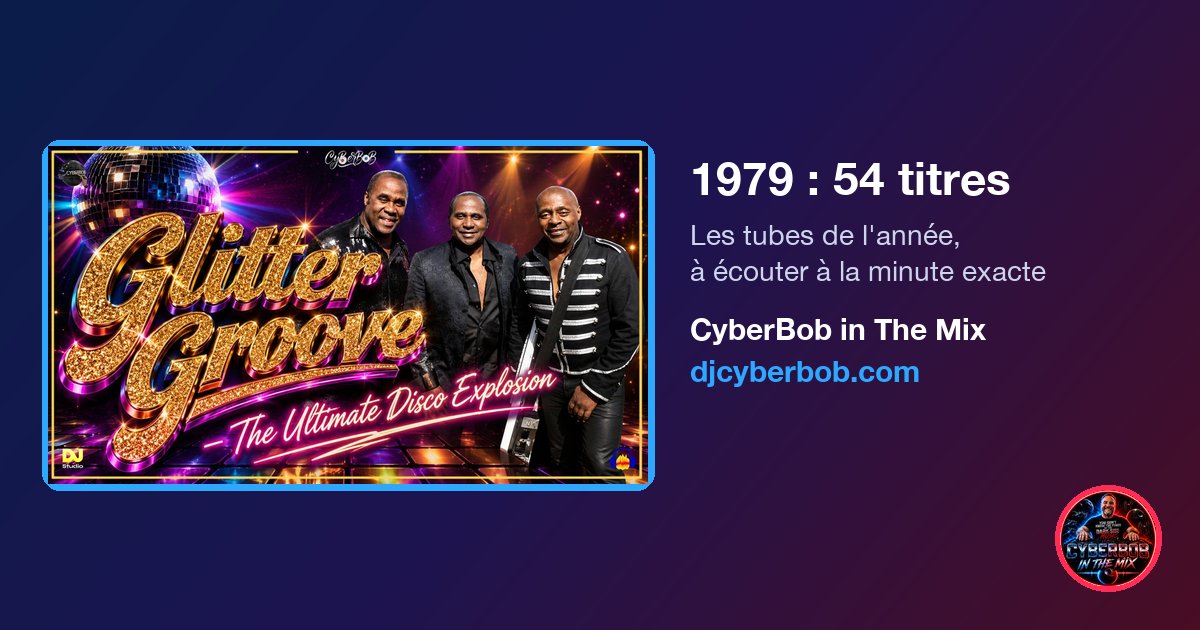 CyBerBoB
CYBERBOB
Glitter
Groove
– The Ultimate Disco Explosion
DJ
Studio
1979 : 54 titres
Les tubes de l'année,
à écouter à la minute exacte
CyberBob in The Mix
djcyberbob.com
CYBERBOB
IN THE MIX